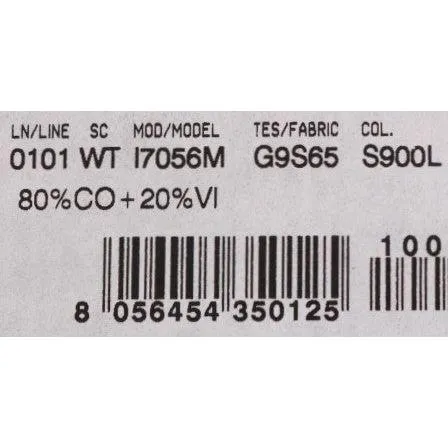 LN/LINE SC MOD/MODEL TES/FABRIC COL.
0101 WT I7056M G9S65 S900L
80%CO+20%VI
100
8 056454 350125